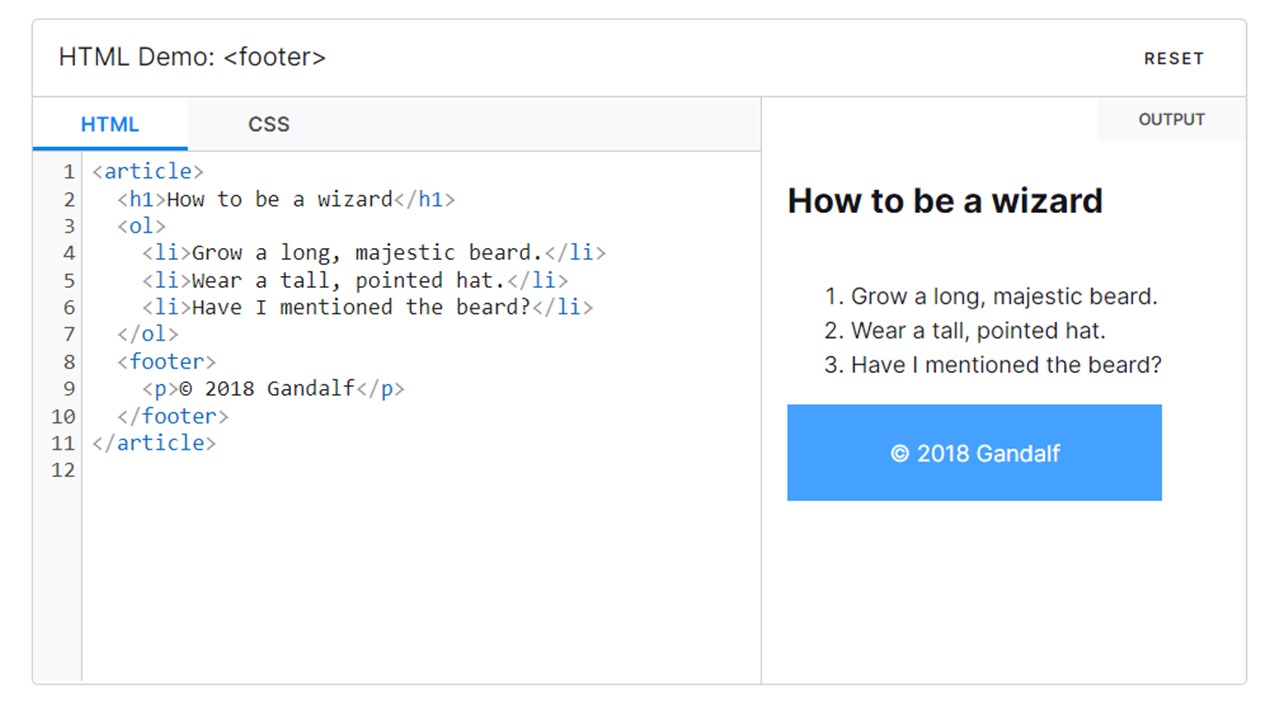 HTML Demo: <footer>
RESET
HTML
CSS
1 <article>
2   <h1>How to be a wizard</h1>
3   <ol>
4     <li>Grow a long, majestic beard.</li>
5     <li>Wear a tall, pointed hat.</li>
6     <li>Have I mentioned the beard?</li>
7   </ol>
8   <footer>
9     <p>© 2018 Gandalf</p>
10   </footer>
11 </article>
12
OUTPUT
How to be a wizard
1. Grow a long, majestic beard.
2. Wear a tall, pointed hat.
3. Have I mentioned the beard?
© 2018 Gandalf